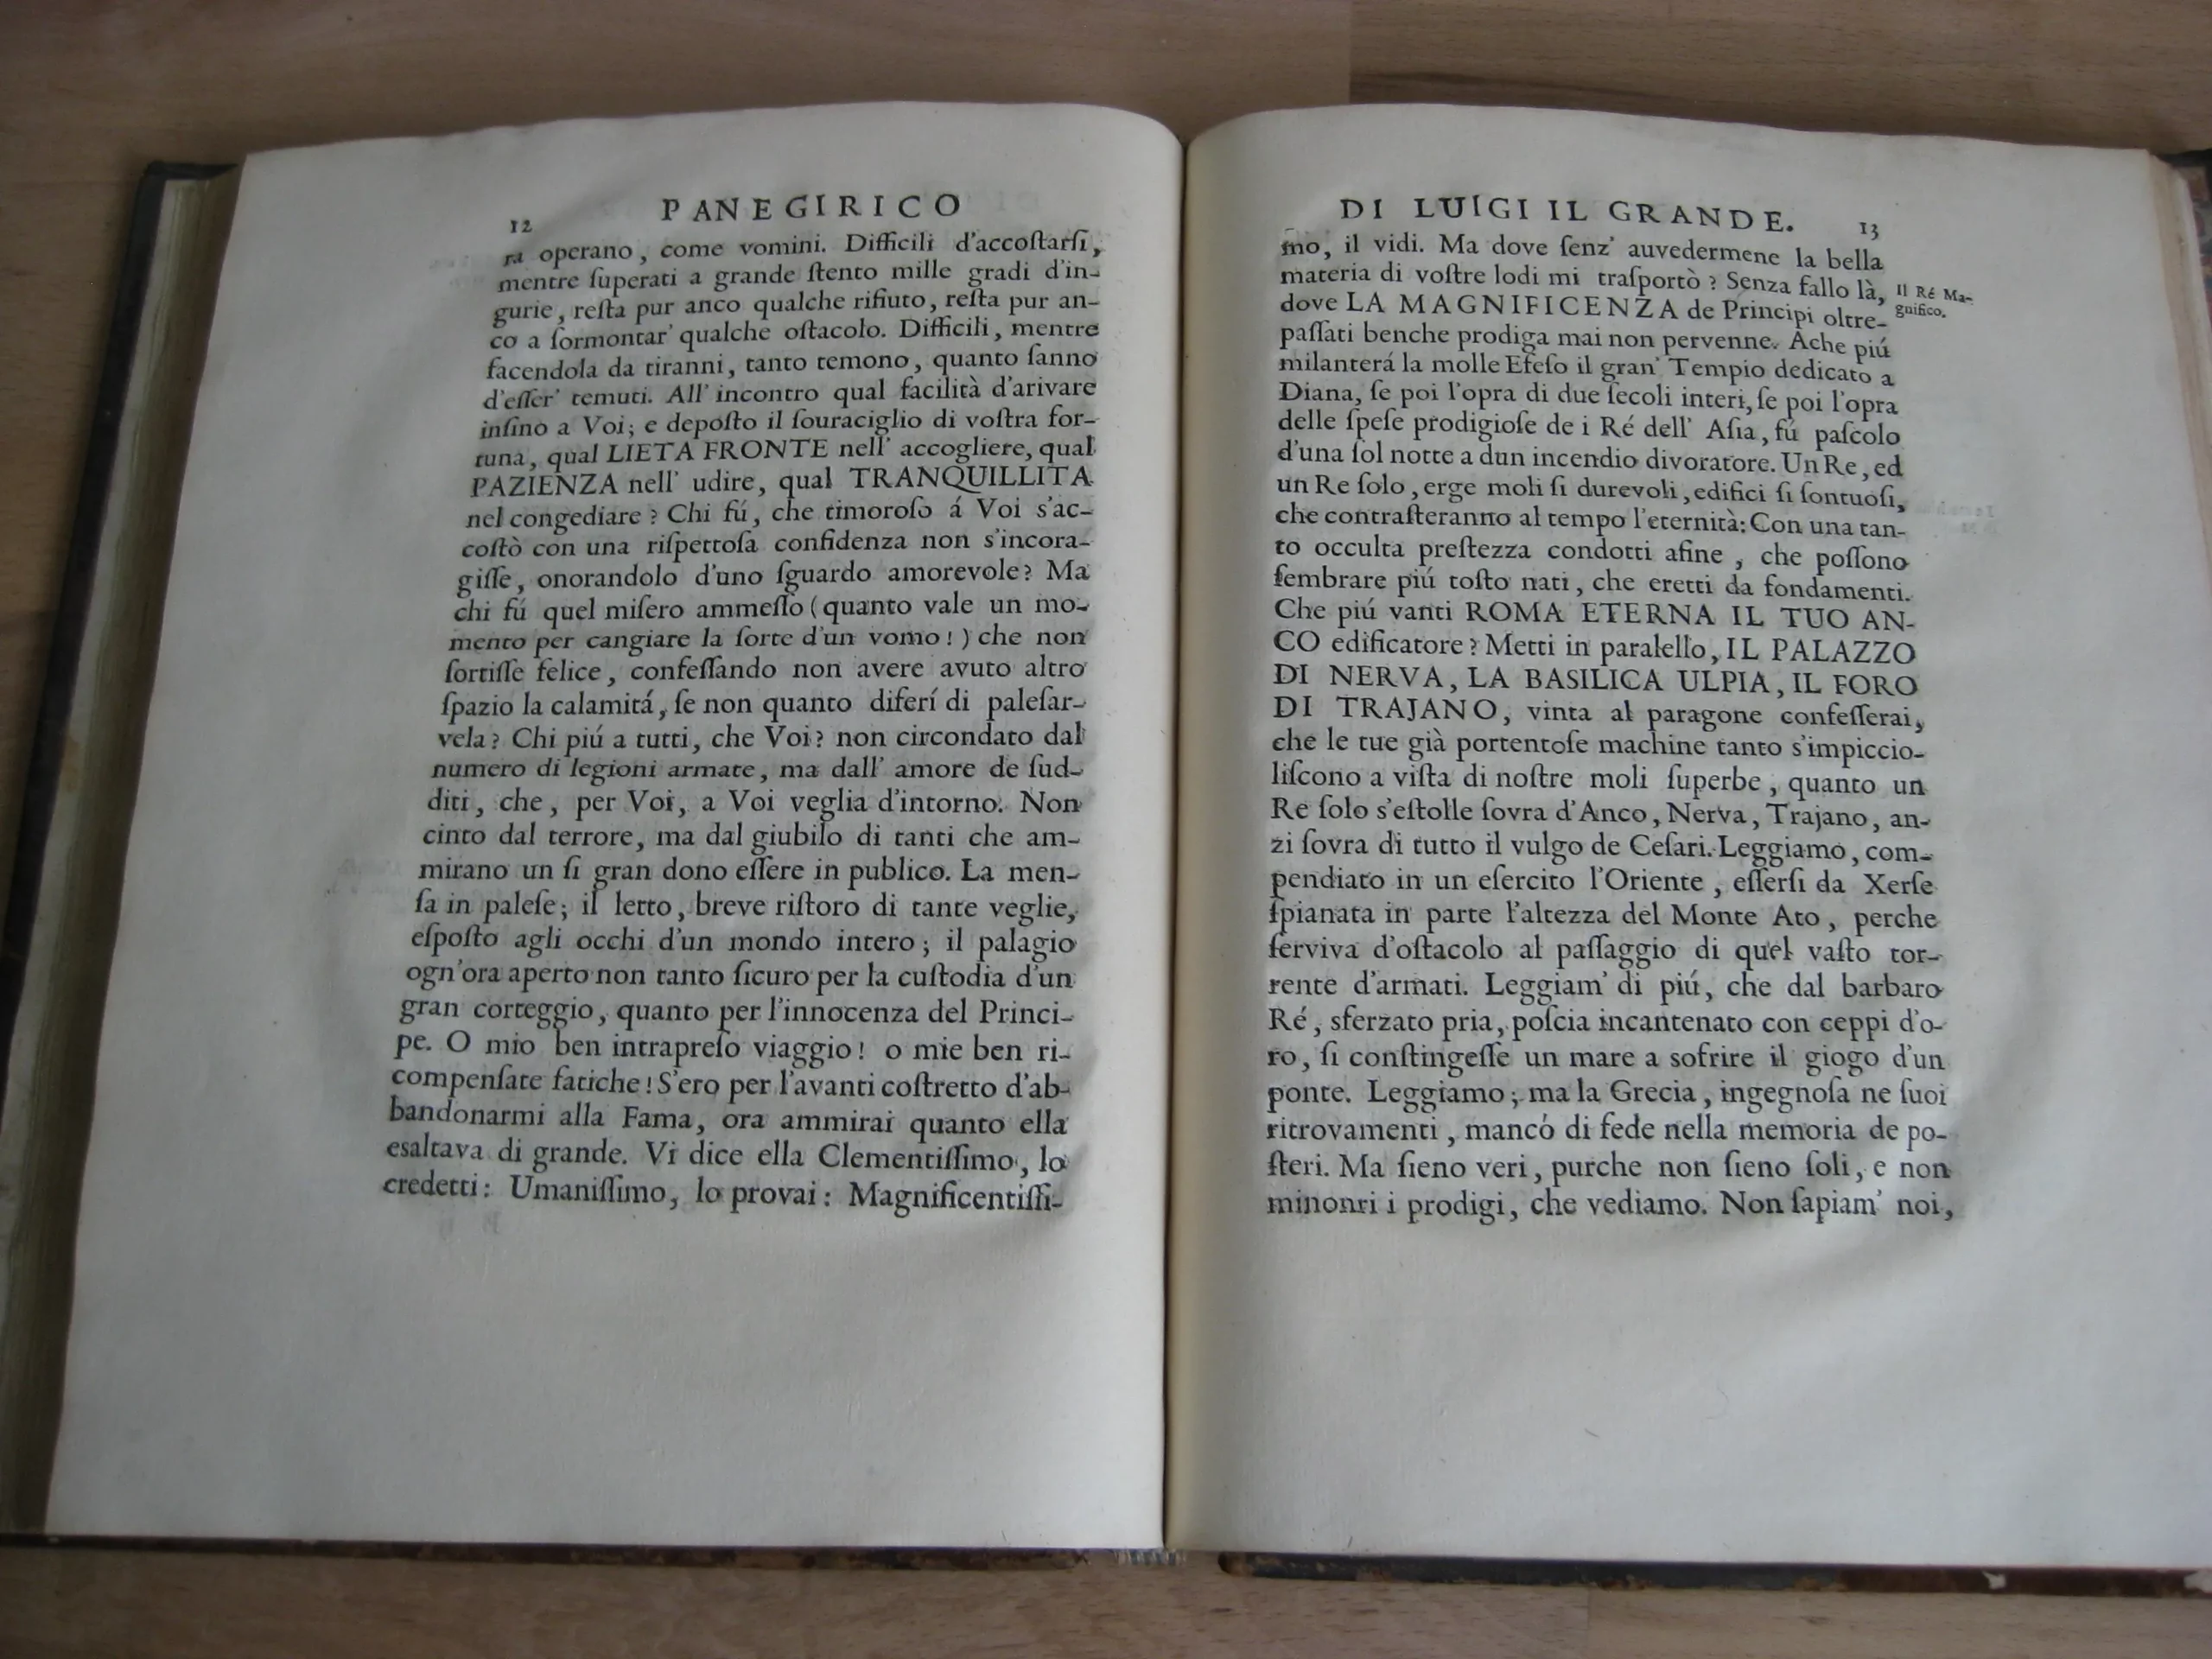 12 PANEGIRICO
ra operano, come vomini. Difficili d'accoſtarſi,
mentre ſuperati a grande ſtento mille gradi d'in-
gurie, reſta pur anco qualche rifiuto, reſta pur an-
co a ſormontar' qualche oſtacolo. Difficili, mentre
facendola da tiranni, tanto temono, quanto ſanno
d'eſſer' temuti. All' incontro qual facilità d'arivare
inſino a Voi; e depoſto il ſouraciglio di voſtra for-
tuna, qual LIETA FRONTE nell' accogliere, qual
PAZIENZA nell' udire, qual TRANQUILLITA
nel congediare? Chi fú, che timoroſo á Voi s'ac-
coſtò con una riſpettoſa confidenza non s'incora-
giſſe, onorandolo d'uno ſguardo amorevole? Ma
chi fú quel miſero ammeſſo (quanto vale un mo-
mento per cangiare la ſorte d'un vomo!) che non
ſortiſſe felice, confeſſando non avere avuto altro
ſpazio la calamitá, ſe non quanto diferí di paleſar-
vela? Chi piú a tutti, che Voi? non circondato dal
numero di legioni armate, ma dall' amore de ſud-
diti, che, per Voi, a Voi veglia d'intorno. Non
cinto dal terrore, ma dal giubilo di tanti che am-
mirano un ſi gran dono eſſere in publico. La men-
ſa in paleſe; il letto, breve riſtoro di tante veglie,
eſpoſto agli occhi d'un mondo intero; il palagio
ogn'ora aperto non tanto ſicuro per la cuſtodia d'un
gran corteggio, quanto per l'innocenza del Princi-
pe. O mio ben intrapreſo viaggio! o mie ben ri-
compenſate fatiche! S'ero per l'avanti coſtretto d'ab-
bandonarmi alla Fama, ora ammirai quanto ella
esaltava di grande. Vi dice ella Clementiſſimo, lo
credetti: Umaniſſimo, lo provai: Magnificentiſſi-
DI LUIGI IL GRANDE. 13
mo, il vidi. Ma dove ſenz' auvedermene la bella
materia di voſtre lodi mi traſportò? Senza fallo là,
dove LA MAGNIFICENZA de Principi oltre-
paſſati benche prodiga mai non pervenne. Ache piú
milanterá la molle Efeſo il gran' Tempio dedicato a
Diana, ſe poi l'opra di due ſecoli interi, ſe poi l'opra
delle ſpeſe prodigioſe de i Ré dell' Aſia, fú paſcolo
d'una ſol notte a dun incendio divoratore. Un Re, ed
un Re ſolo, erge moli ſi durevoli, edifici ſi ſontuoſi,
che contraſteranno al tempo l'eternità: Con una tan-
to occulta preſtezza condotti afine, che poſſono
ſembrare piú toſto nati, che eretti da fondamenti.
Che piú vanti ROMA ETERNA IL TUO AN-
CO edificatore? Metti in paralello, IL PALAZZO
DI NERVA, LA BASILICA ULPIA, IL FORO
DI TRAJANO, vinta al paragone confeſſerai,
che le tue già portentoſe machine tanto s'impiccio-
liſcono a viſta di noſtre moli ſuperbe, quanto un
Re ſolo s'eſtolle ſovra d'Anco, Nerva, Trajano, an-
zi ſovra di tutto il vulgo de Ceſari. Leggiamo, com-
pendiato in un eſercito l'Oriente, eſſerſi da Xerſe
ſpianata in parte l'altezza del Monte Ato, perche
ſerviva d'oſtacolo al paſſaggio di quel vaſto tor-
rente d'armati. Leggiam' di piú, che dal barbaro
Ré, sferzato pria, poſcia incantenato con ceppi d'o-
ro, ſi conſtingeſſe un mare a sofrire il giogo d'un
ponte. Leggiamo; ma la Grecia, ingegnoſa ne ſuoi
ritrovamenti, mancó di fede nella memoria de po-
ſteri. Ma ſieno veri, purche non ſieno ſoli, e non
minonri i prodigi, che vediamo. Non ſapiam' noi,
Il Ré Ma-
gnifico.